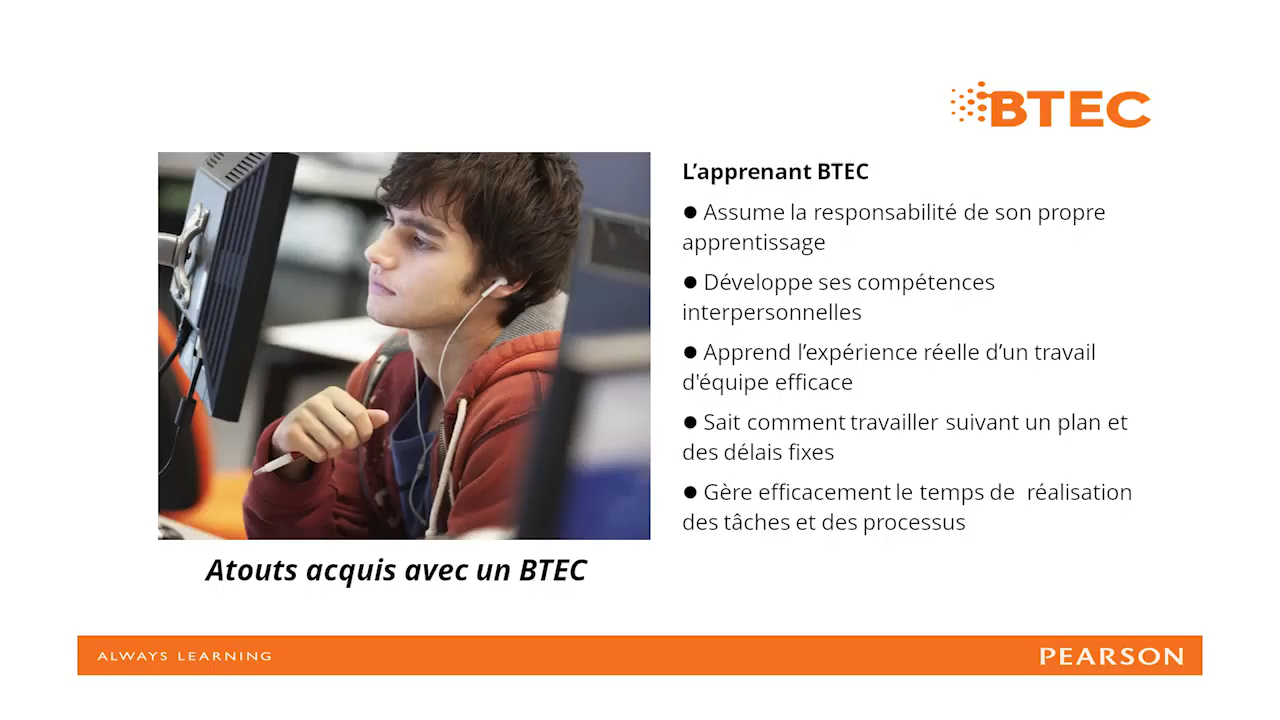 BTEC
L’apprenant BTEC
● Assume la responsabilité de son propre
apprentissage
● Développe ses compétences
interpersonnelles
● Apprend l’expérience réelle d’un travail
d'équipe efficace
● Sait comment travailler suivant un plan et
des délais fixes
● Gère efficacement le temps de  réalisation
des tâches et des processus
Atouts acquis avec un BTEC
ALWAYS LEARNING
PEARSON